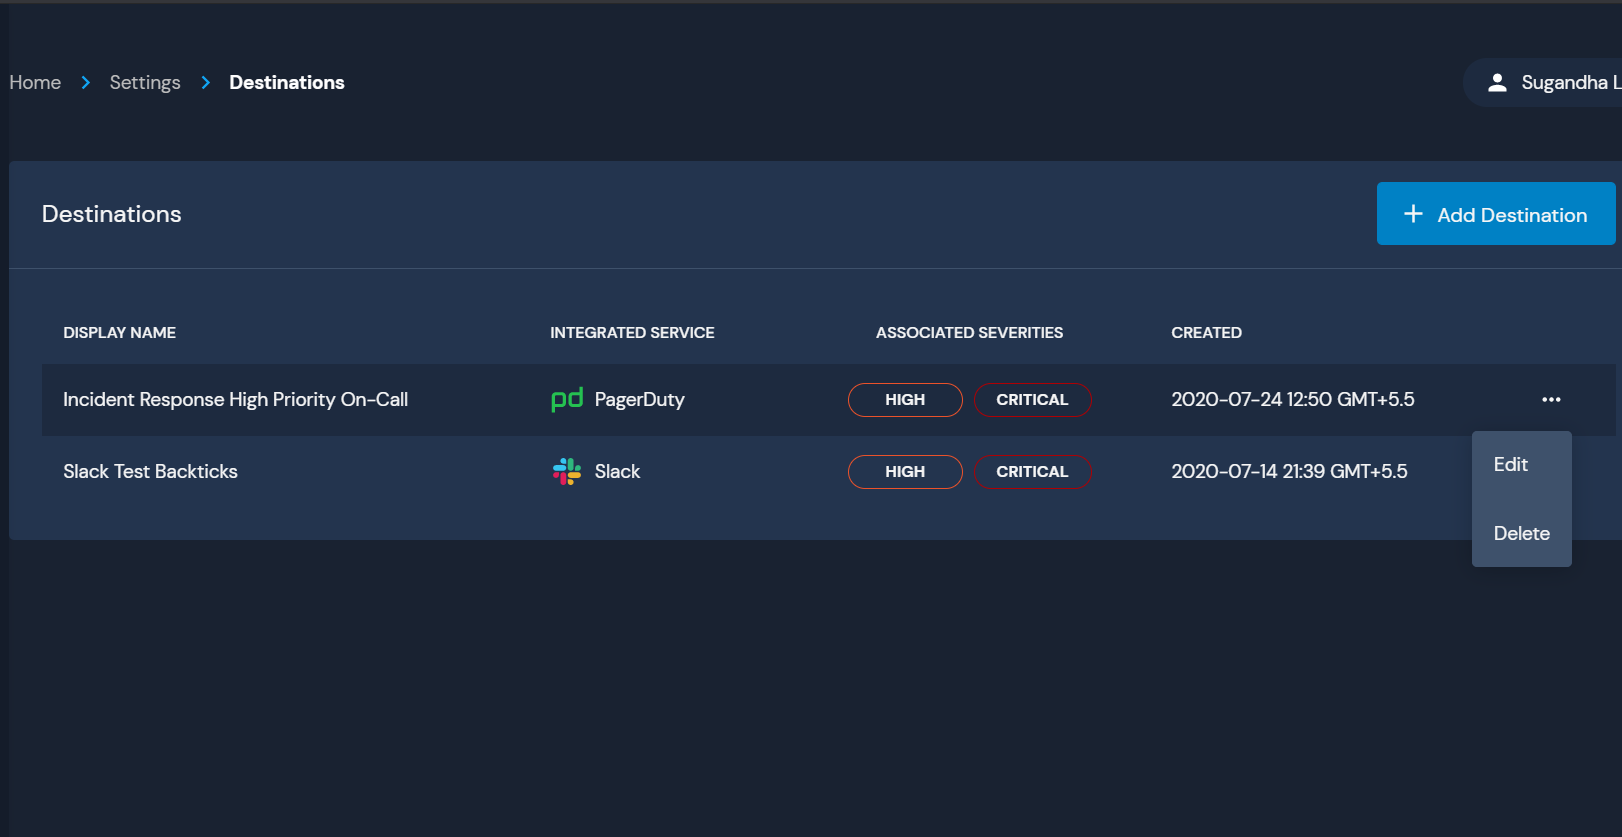 Home > Settings > Destinations
Sugandha L
Destinations
+ Add Destination
DISPLAY NAME INTEGRATED SERVICE ASSOCIATED SEVERITIES CREATED
Incident Response High Priority On-Call pd PagerDuty HIGH CRITICAL 2020-07-24 12:50 GMT+5.5 •••
Slack Test Backticks Slack HIGH CRITICAL 2020-07-14 21:39 GMT+5.5
Edit
Delete